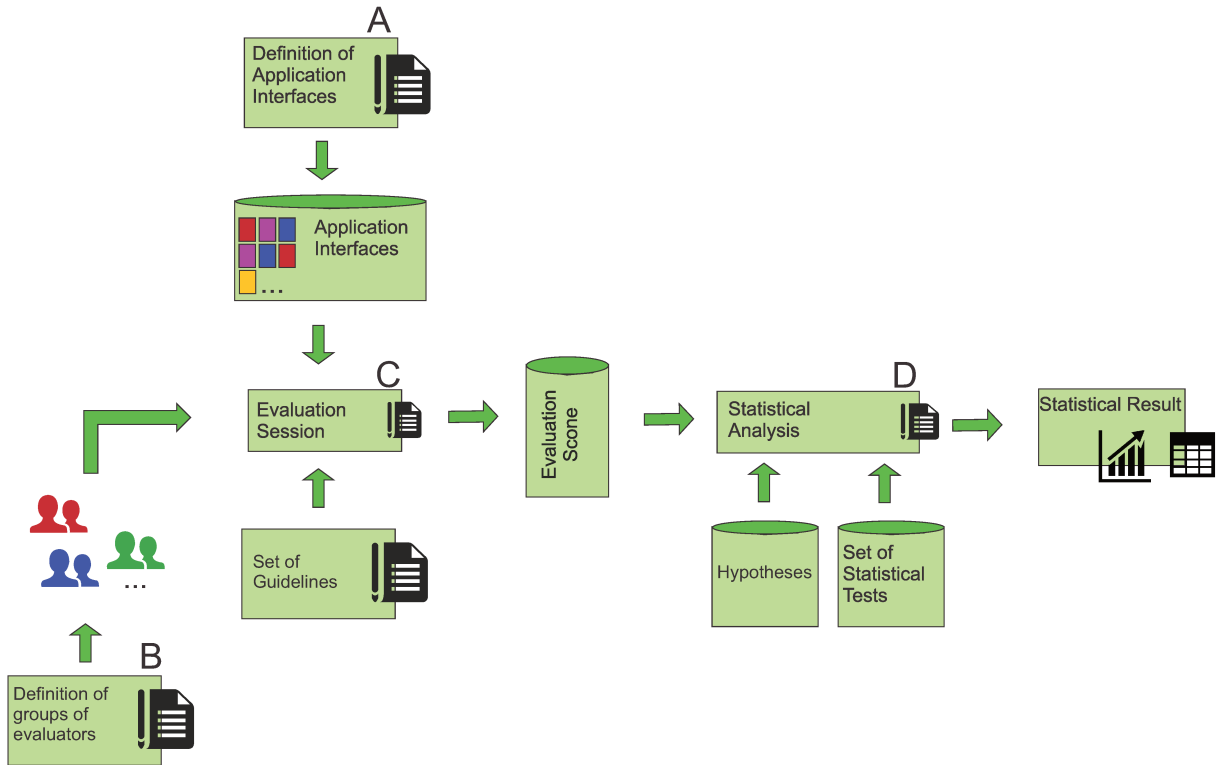 A
Definition of
Application
Interfaces
Application
Interfaces
...
C
Evaluation
Session
Evaluation
Scone
D
Statistical
Analysis
Statistical Result
Set of
Guidelines
Hypotheses
Set of
Statistical
Tests
...
B
Definition of
groups of
evaluators